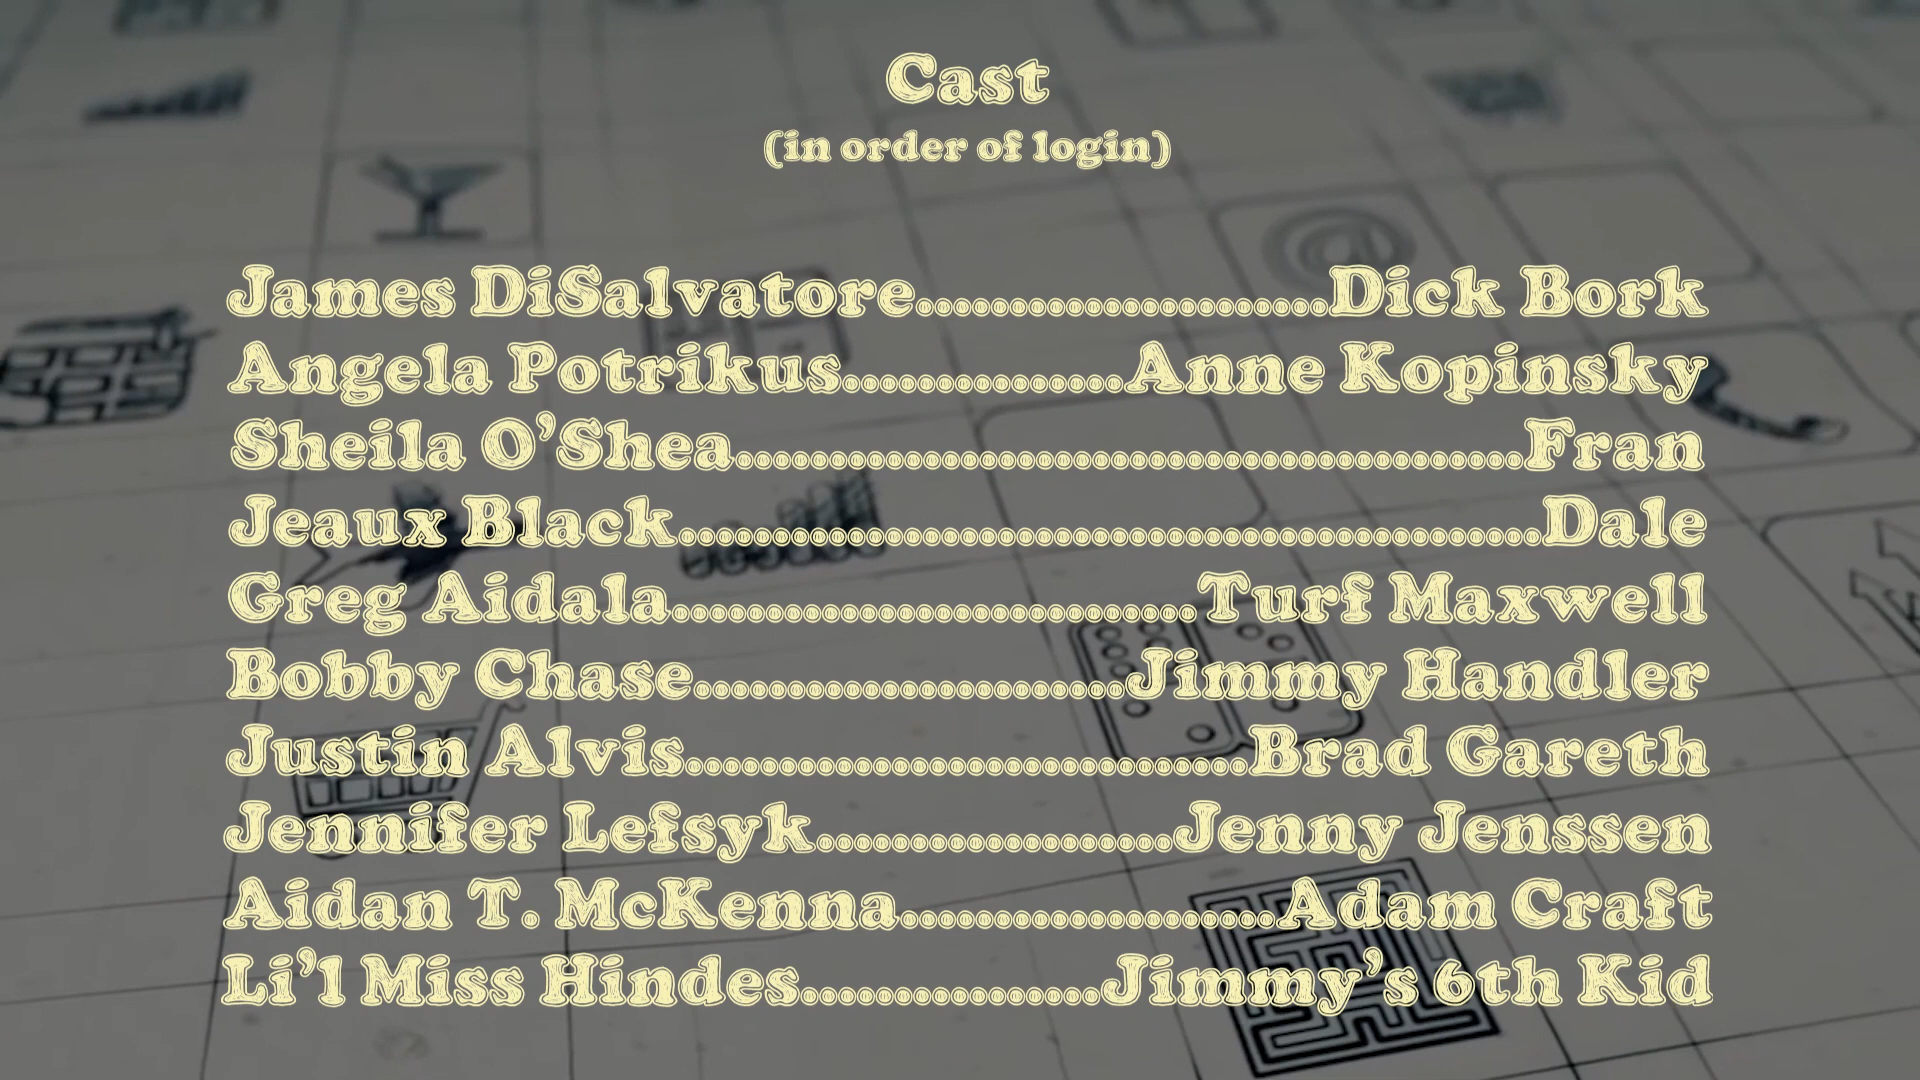 Cast
(in order of login)
James DiSalvatore......................Dick Bork
Angela Potrikus...............Anne Kopinsky
Sheila O’Shea..........................................Fran
Jeaux Black..............................................Dale
Greg Aidala............................Turf Maxwell
Bobby Chase.......................Jimmy Handler
Justin Alvis..............................Brad Gareth
Jennifer Lefsyk...................Jenny Jenssen
Aidan T. McKenna....................Adam Craft
Li’l Miss Hindes................Jimmy’s 6th Kid